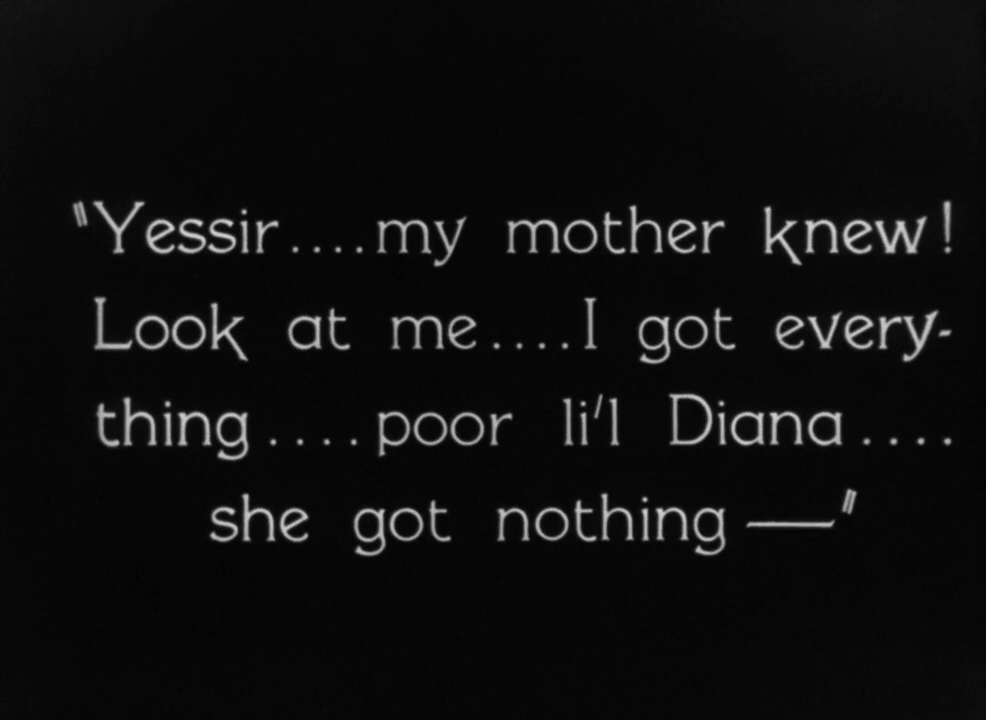 "Yessir....my mother knew!
Look at me....I got every-
thing....poor li'l Diana....
she got nothing—"